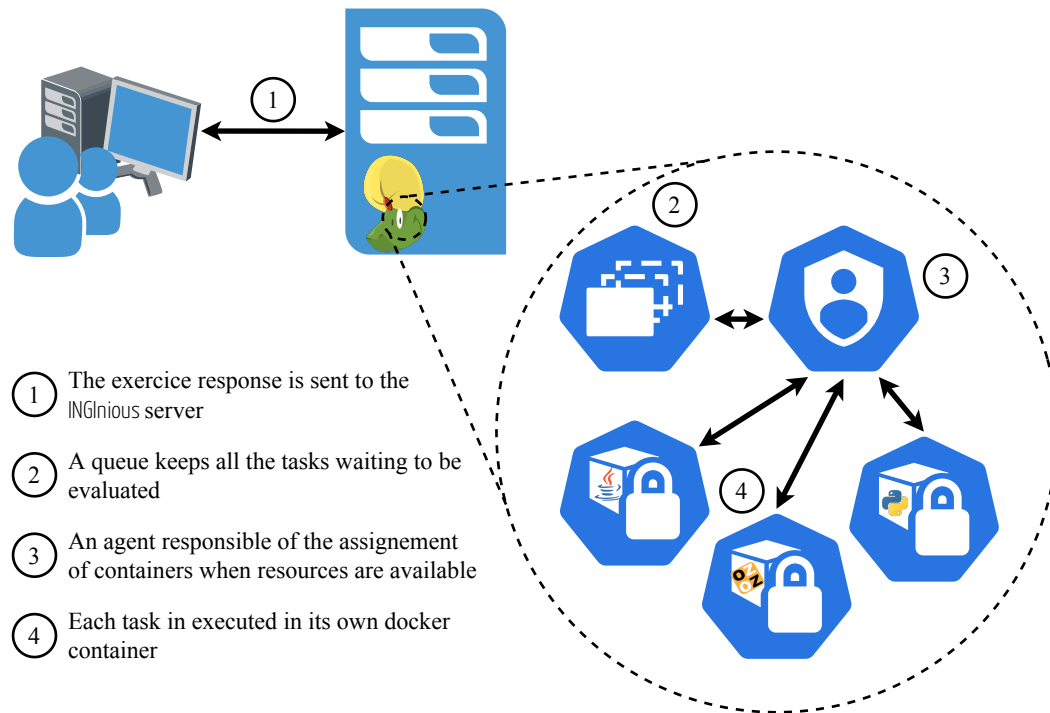 1
2
3
4
1
The exercice response is sent to the
INGInious server
2
A queue keeps all the tasks waiting to be
evaluated
3
An agent responsible of the assignement
of containers when resources are available
4
Each task in executed in its own docker
container
O Z
O N